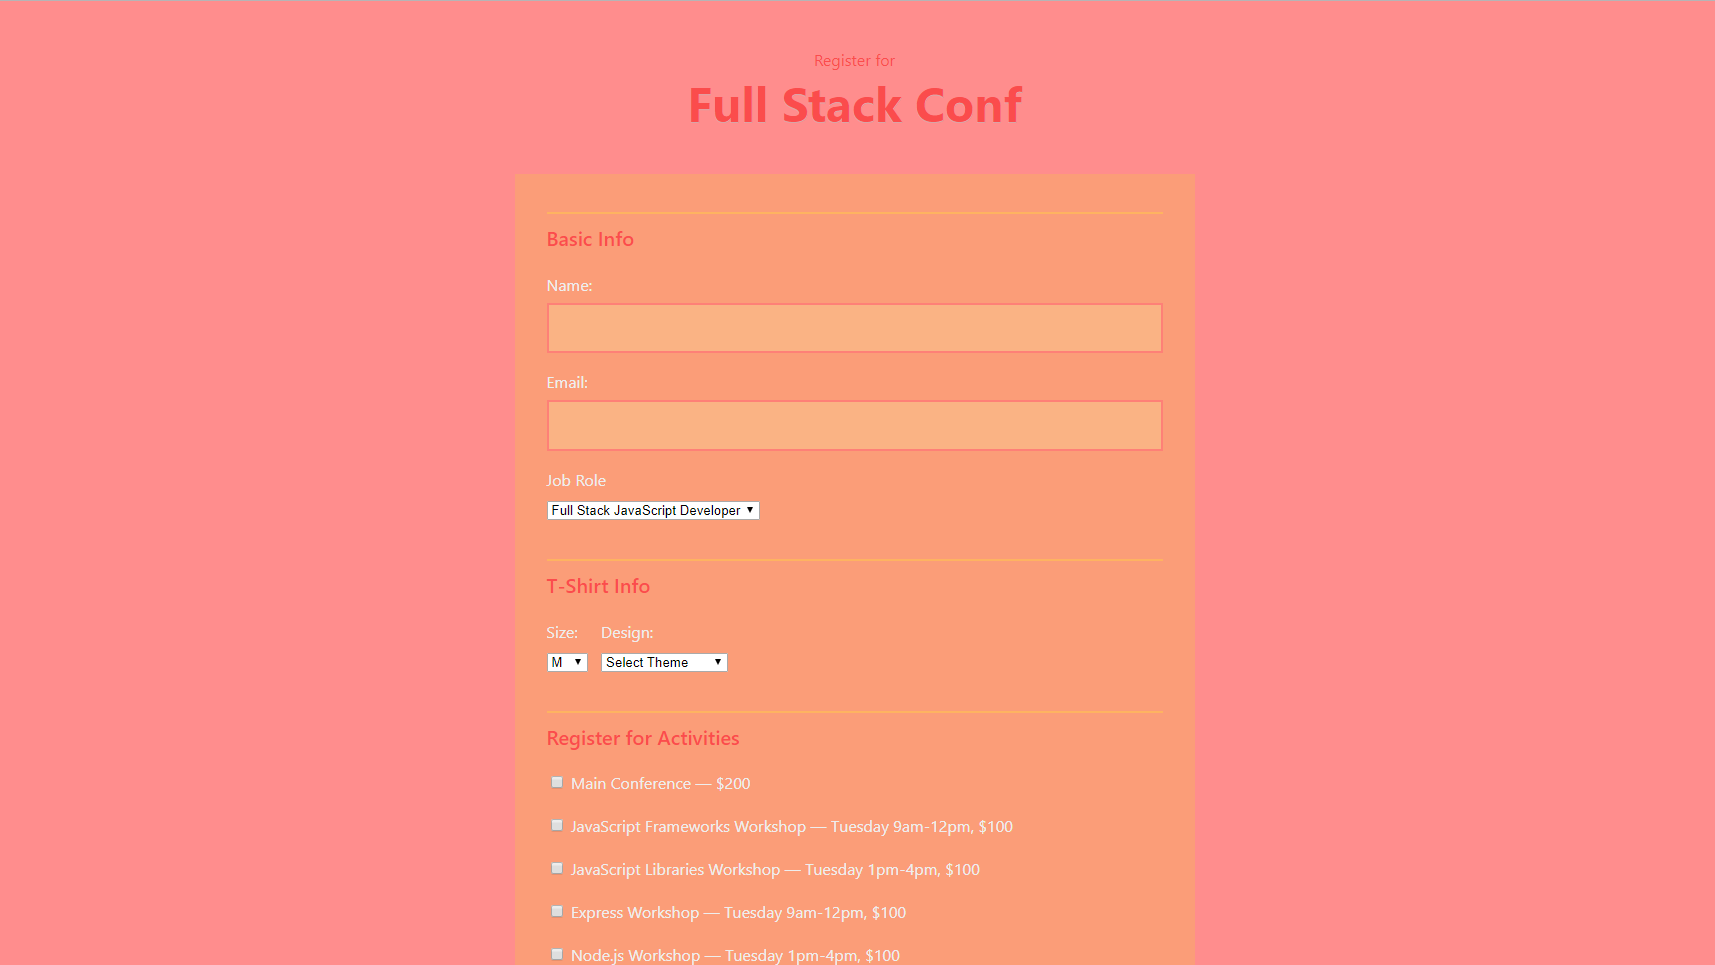 Register for
Full Stack Conf
Basic Info
Name:
Email:
Job Role
Full Stack JavaScript Developer
T-Shirt Info
Size: Design:
M Select Theme
Register for Activities
Main Conference — $200
JavaScript Frameworks Workshop — Tuesday 9am-12pm, $100
JavaScript Libraries Workshop — Tuesday 1pm-4pm, $100
Express Workshop — Tuesday 9am-12pm, $100
Node.js Workshop — Tuesday 1pm-4pm, $100